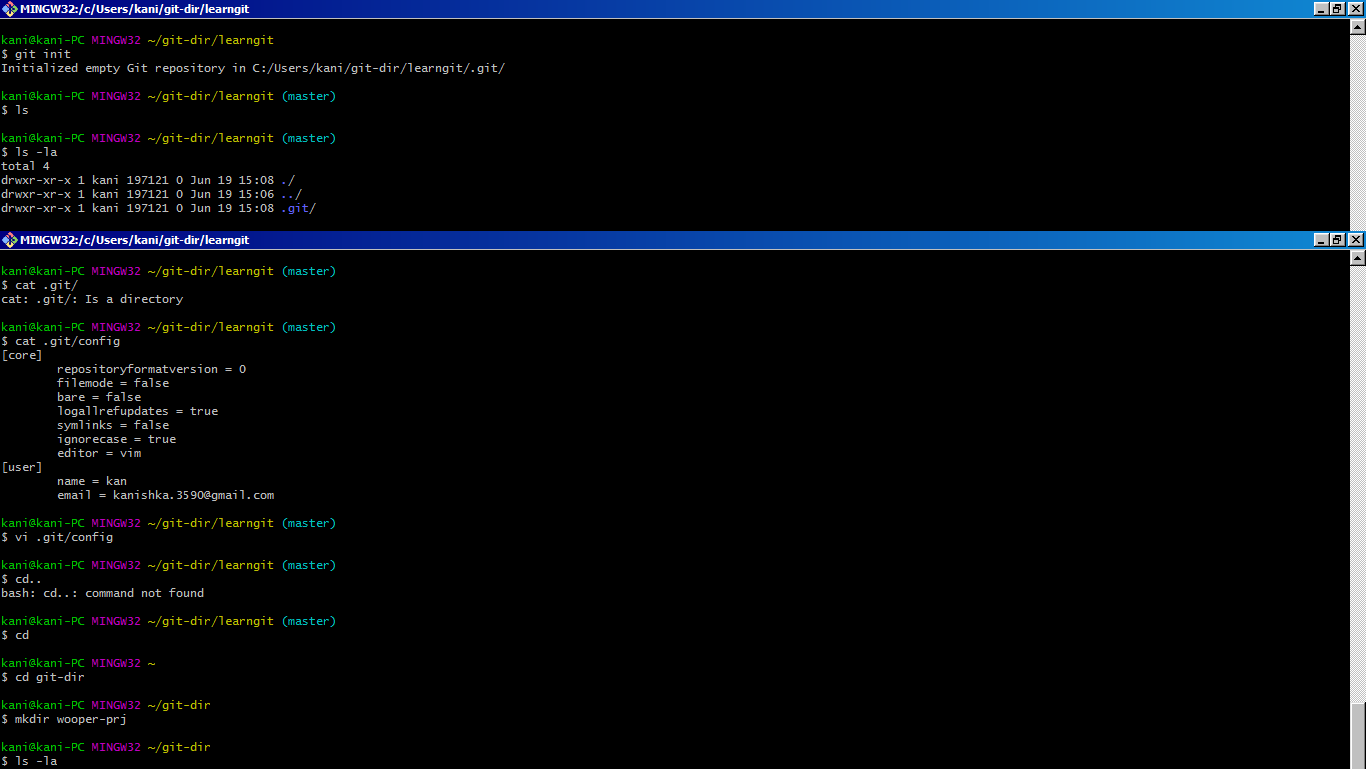 MINGW32:/c/Users/kani/git-dir/learngit
kani@kani-PC MINGW32 ~/git-dir/learngit
$ git init
Initialized empty Git repository in C:/Users/kani/git-dir/learngit/.git/
kani@kani-PC MINGW32 ~/git-dir/learngit (master)
$ ls
kani@kani-PC MINGW32 ~/git-dir/learngit (master)
$ ls -la
total 4
drwxr-xr-x 1 kani 197121 0 Jun 19 15:08 ./
drwxr-xr-x 1 kani 197121 0 Jun 19 15:06 ../
drwxr-xr-x 1 kani 197121 0 Jun 19 15:08 .git/
MINGW32:/c/Users/kani/git-dir/learngit
kani@kani-PC MINGW32 ~/git-dir/learngit (master)
$ cat .git/
cat: .git/: Is a directory
kani@kani-PC MINGW32 ~/git-dir/learngit (master)
$ cat .git/config
[core]
        repositoryformatversion = 0
        filemode = false
        bare = false
        logallrefupdates = true
        symlinks = false
        ignorecase = true
        editor = vim
[user]
        name = kan
        email = kanishka.3590@gmail.com
kani@kani-PC MINGW32 ~/git-dir/learngit (master)
$ vi .git/config
kani@kani-PC MINGW32 ~/git-dir/learngit (master)
$ cd..
bash: cd..: command not found
kani@kani-PC MINGW32 ~/git-dir/learngit (master)
$ cd
kani@kani-PC MINGW32 ~
$ cd git-dir
kani@kani-PC MINGW32 ~/git-dir
$ mkdir wooper-prj
kani@kani-PC MINGW32 ~/git-dir
$ ls -la